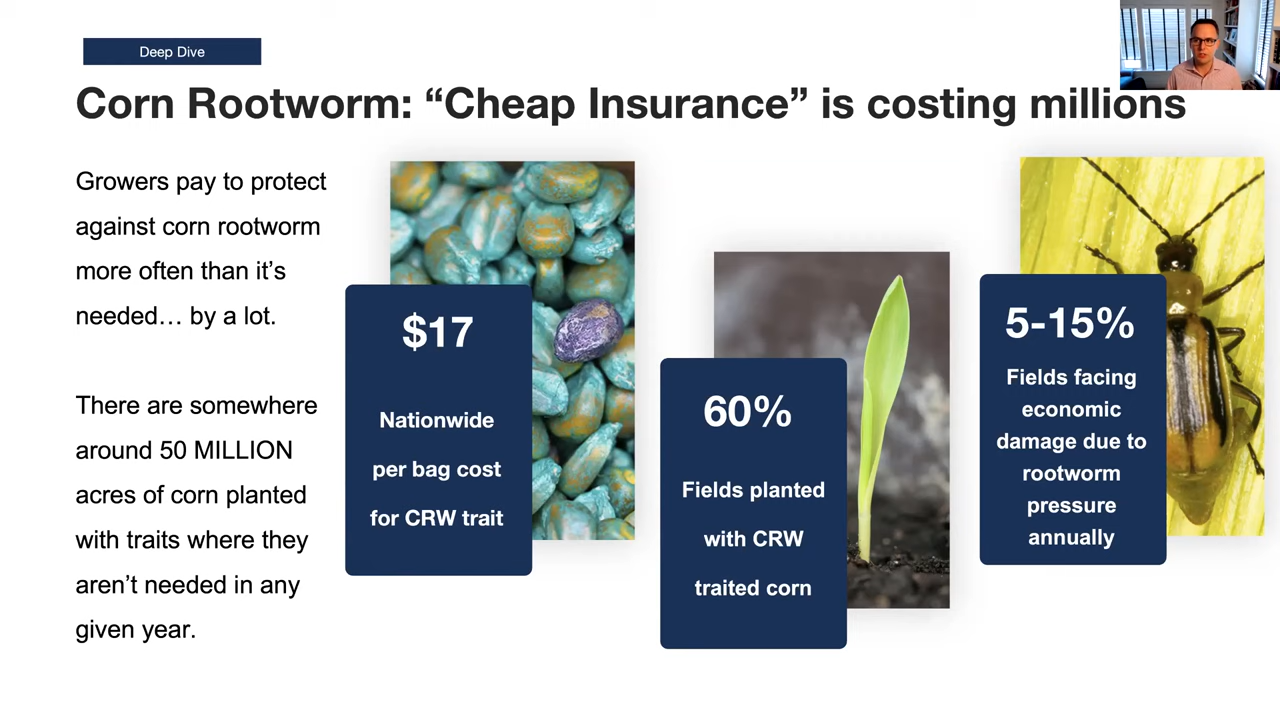 Deep Dive
Corn Rootworm: “Cheap Insurance” is costing millions
Growers pay to protect
against corn rootworm
more often than it’s
needed… by a lot.
There are somewhere
around 50 MILLION
acres of corn planted
with traits where they
aren’t needed in any
given year.
$17
Nationwide
per bag cost
for CRW trait
60%
Fields planted
with CRW
traited corn
5-15%
Fields facing
economic
damage due to
rootworm
pressure
annually